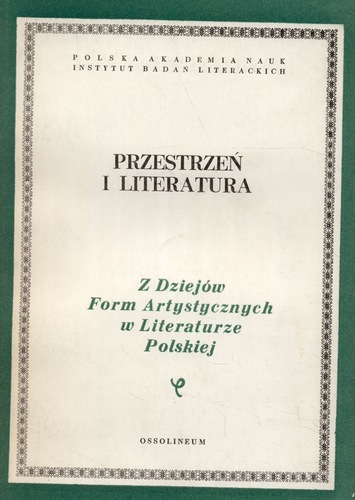 POLSKA AKADEMIA NAUK
INSTYTUT BADAŃ LITERACKICH
PRZESTRZEŃ
I LITERATURA
Z Dziejów
Form Artystycznych
w Literaturze
Polskiej
OSSOLINEUM